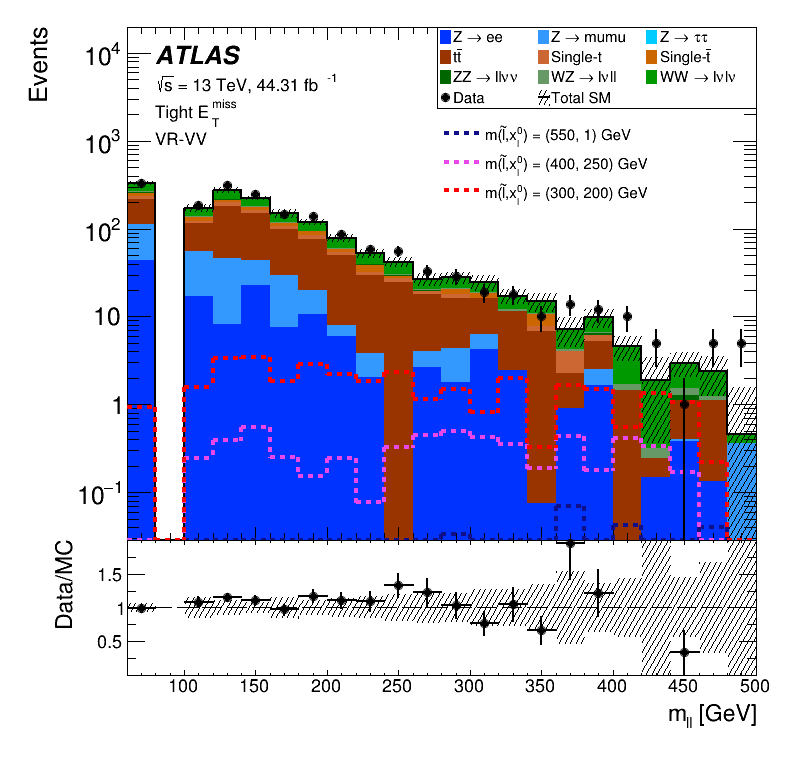 Events
10⁴
10³
10²
10
1
10⁻¹
ATLAS
√s = 13 TeV, 44.31 fb ⁻¹
Tight E_T^miss
VR-VV
Z → ee
Z → mumu
Z → ττ
tt̄
Single-t
Single-t̄
ZZ → llνν
WZ → lνll
WW → lνlν
Data
Total SM
m(l̃,x̃⁰₁) = (550, 1) GeV
m(l̃,x̃⁰₁) = (400, 250) GeV
m(l̃,x̃⁰₁) = (300, 200) GeV
Data/MC
1.5
1
0.5
100 150 200 250 300 350 400 450 500
m_ll [GeV]